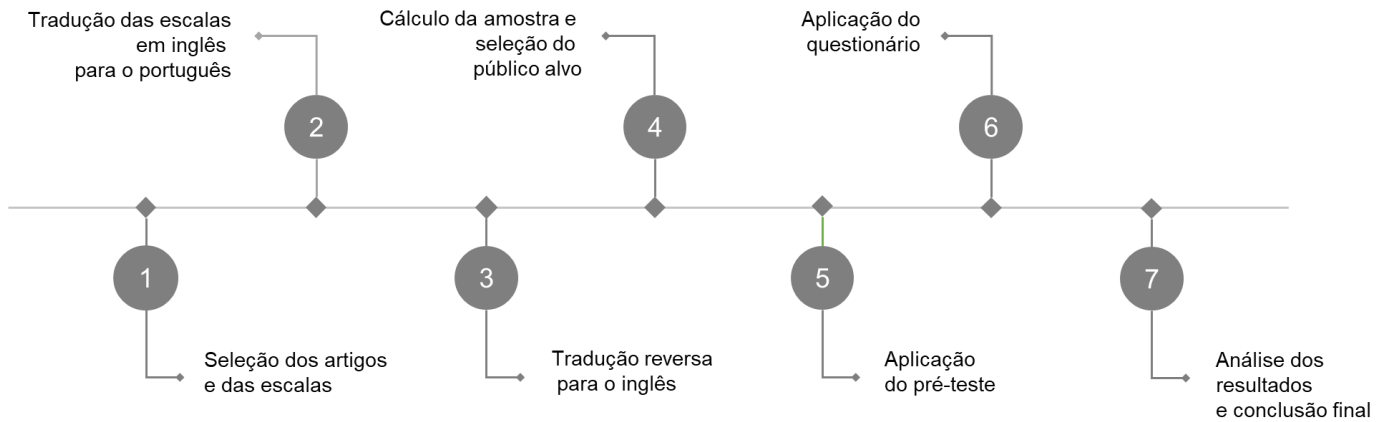 Tradução das escalas
em inglês
para o português
Cálculo da amostra e
seleção do
público alvo
Aplicação do
questionário
2
4
6
1
3
5
7
Seleção dos artigos
e das escalas
Tradução reversa
para o inglês
Aplicação
do pré-teste
Análise dos
resultados
e conclusão final